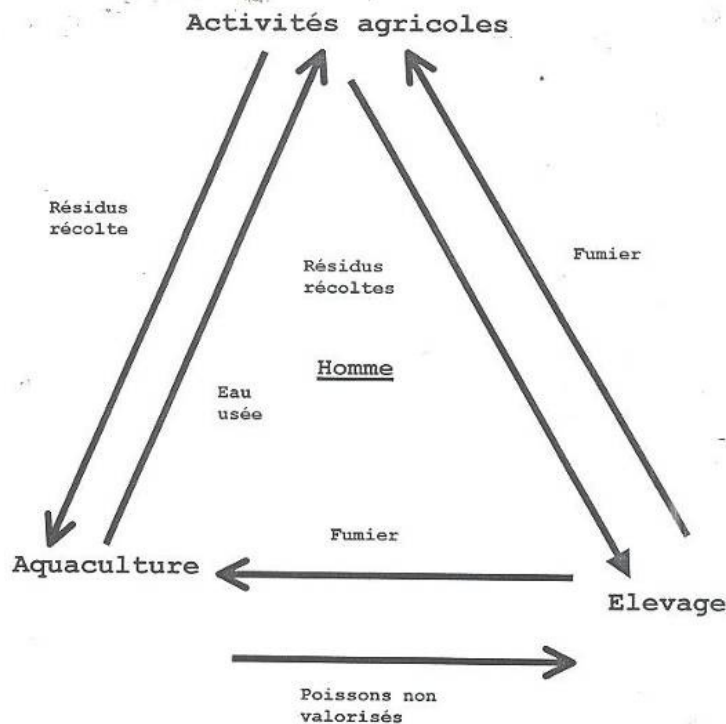 Activités agricoles
Résidus
récolte
Fumier
Résidus
récoltes
Homme
Eau
usée
Fumier
Aquaculture
Elevage
Poissons non
valorisés